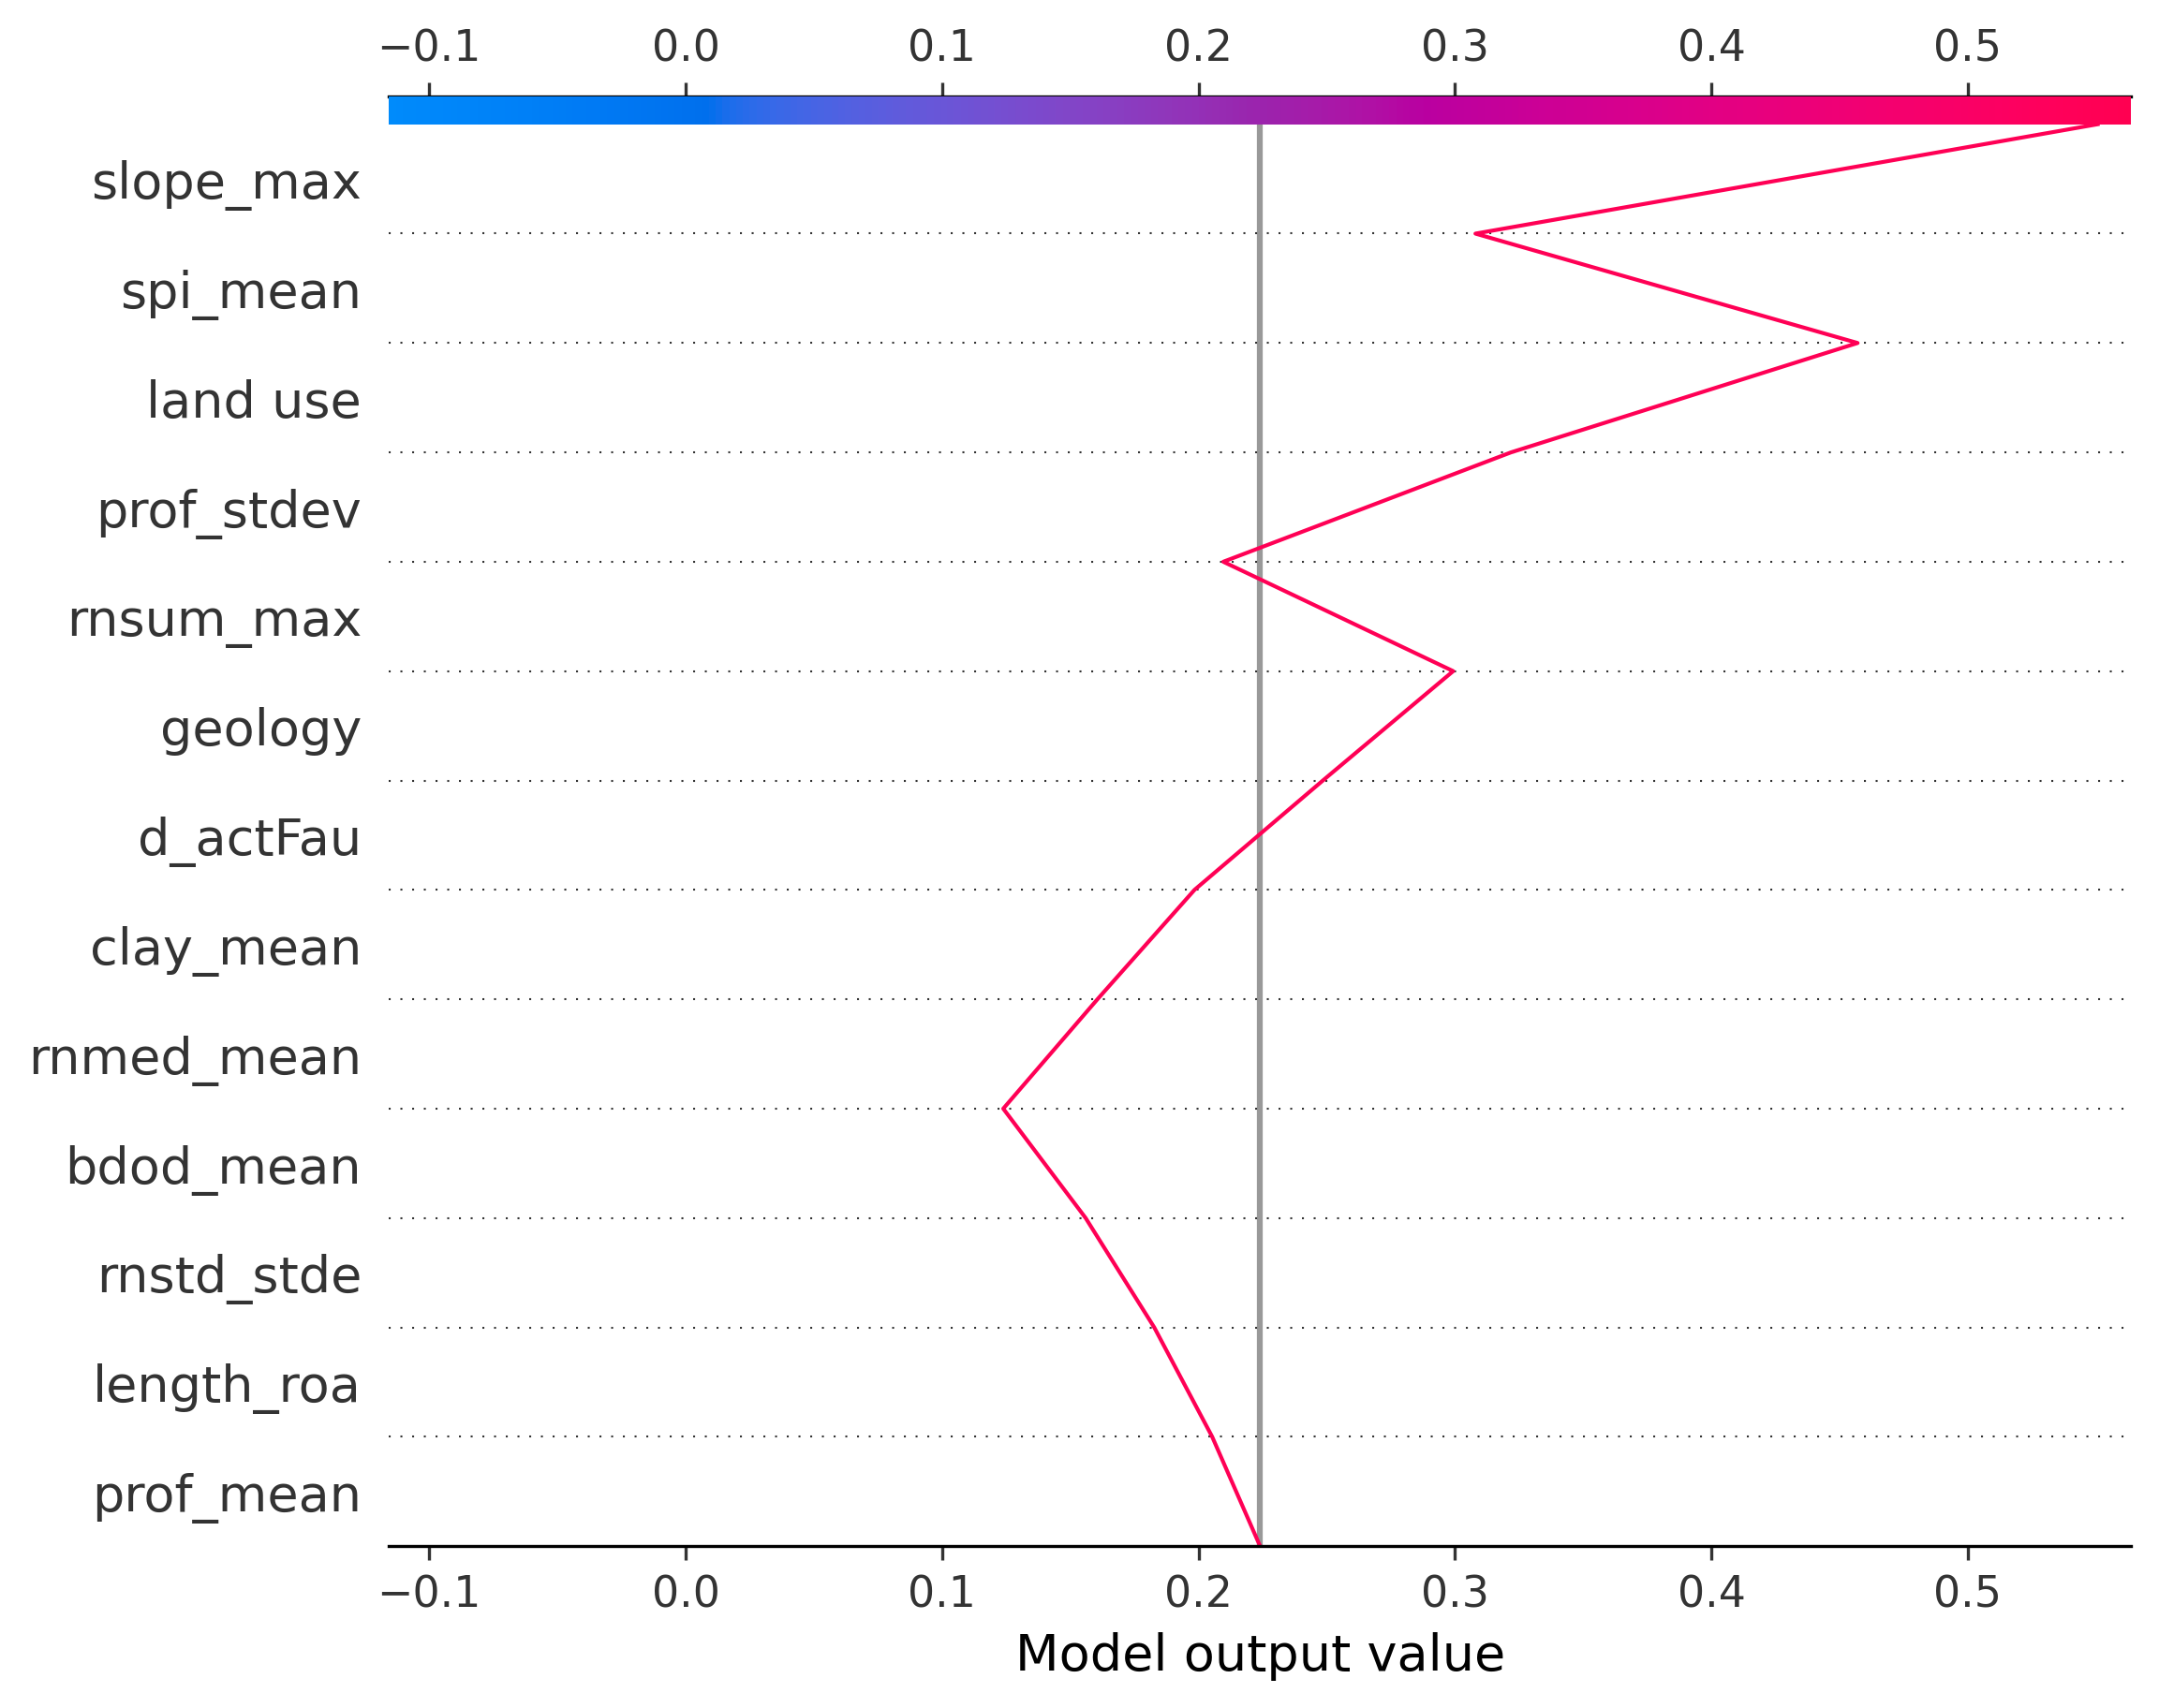 −0.1 0.0 0.1 0.2 0.3 0.4 0.5
slope_max
spi_mean
land use
prof_stdev
rnsum_max
geology
d_actFau
clay_mean
rnmed_mean
bdod_mean
rnstd_stde
length_roa
prof_mean
−0.1 0.0 0.1 0.2 0.3 0.4 0.5
Model output value